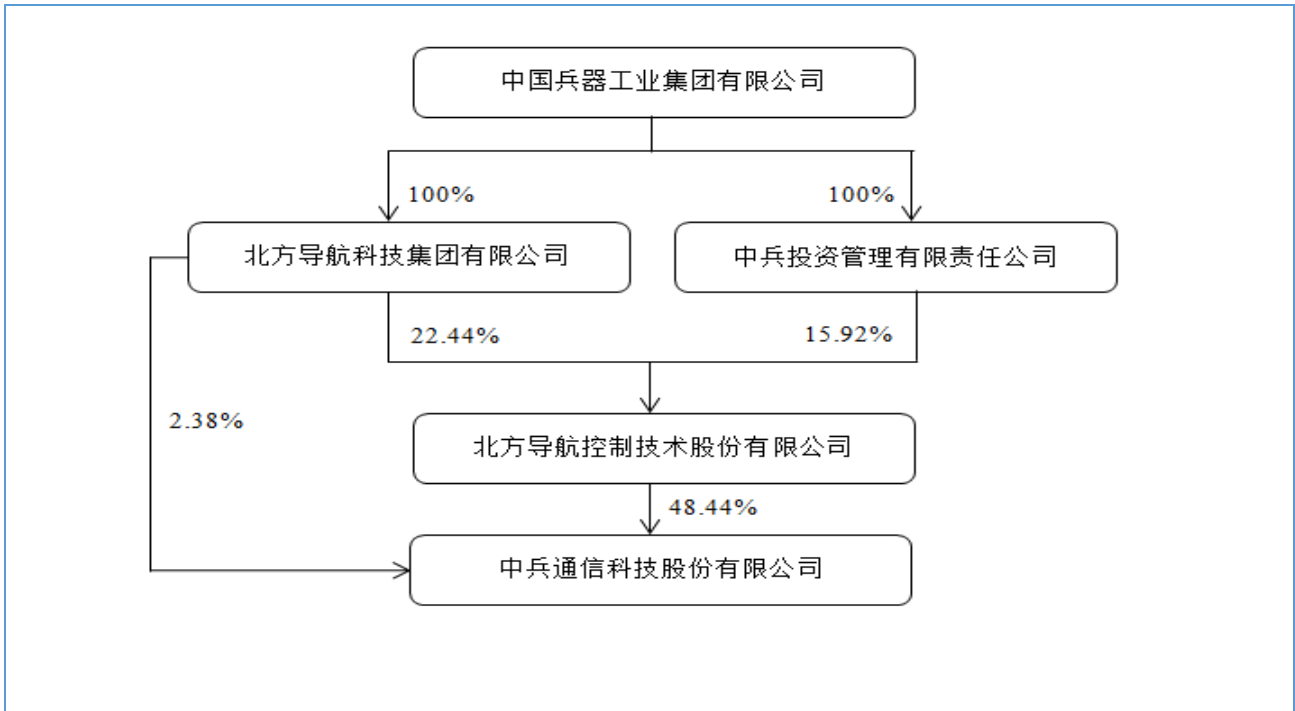 中国兵器工业集团有限公司
100%
100%
北方导航科技集团有限公司
中兵投资管理有限责任公司
22.44%
15.92%
2.38%
北方导航控制技术股份有限公司
48.44%
中兵通信科技股份有限公司